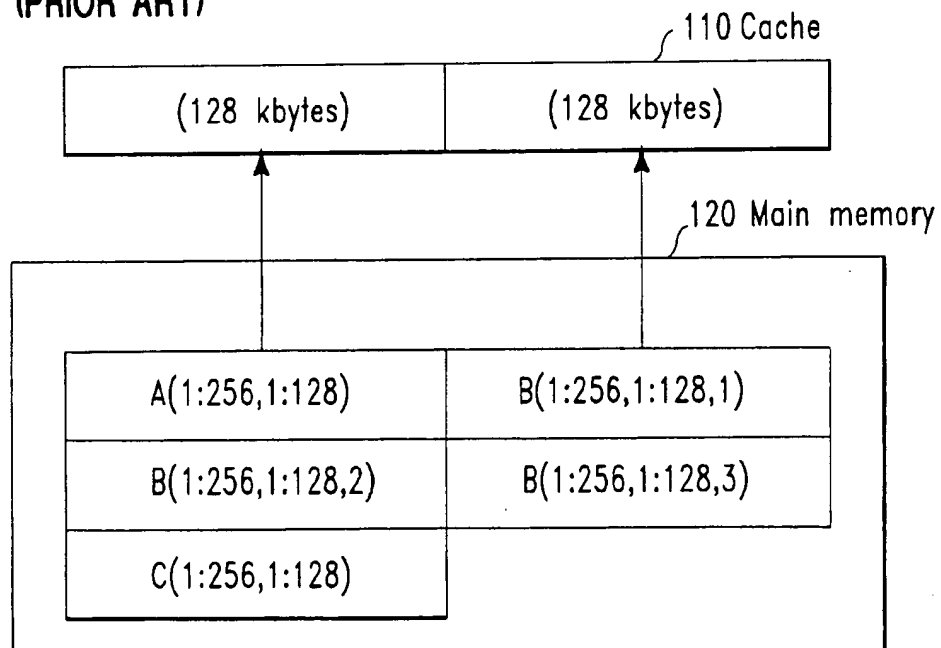 (PRIOR ART)
110 Cache
(128 kbytes) (128 kbytes)
120 Main memory
A(1:256,1:128) B(1:256,1:128,1)
B(1:256,1:128,2) B(1:256,1:128,3)
C(1:256,1:128)